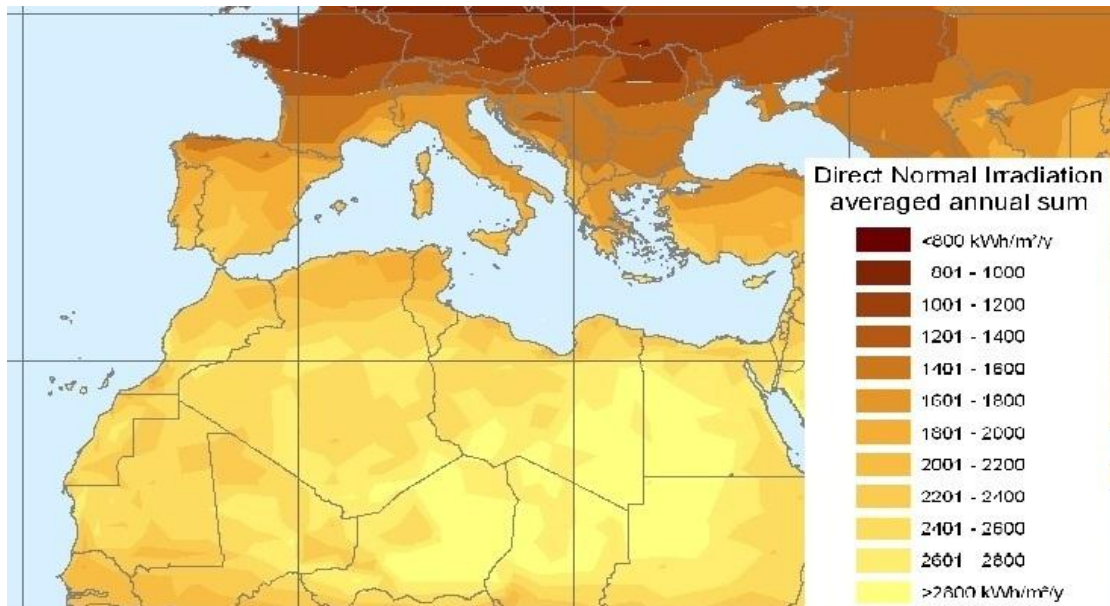 Direct Normal Irradiation
averaged annual sum
<800 kWh/m²/y
801 - 1000
1001 - 1200
1201 - 1400
1401 - 1600
1601 - 1800
1801 - 2000
2001 - 2200
2201 - 2400
2401 - 2600
2601 - 2800
>2800 kWh/m²/y